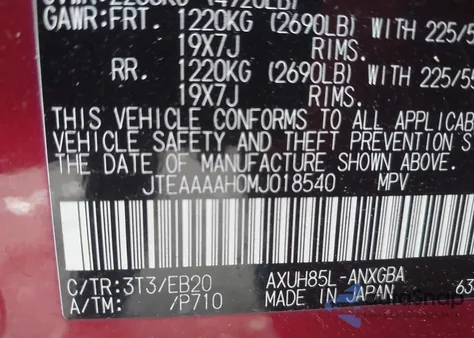 GAWR:FRT. 1220KG (2690LB) WITH 225/5
19X7J RIMS.
RR. 1220KG (2690LB) 225/5
19X7J RIMS.
THIS VEHICLE CONFORMS TO ALL APPLICAB
VEHICLE SAFETY AND THEFT PREVENTION S
THE DATE OF MANUFACTURE SHOWN ABOVE.
JTEAAAAH0MJ018540 MPV
C/TR:3T3/EB20 AXUH85L-ANXGBA
A/TM: /P710 MADE IN JAPAN 63